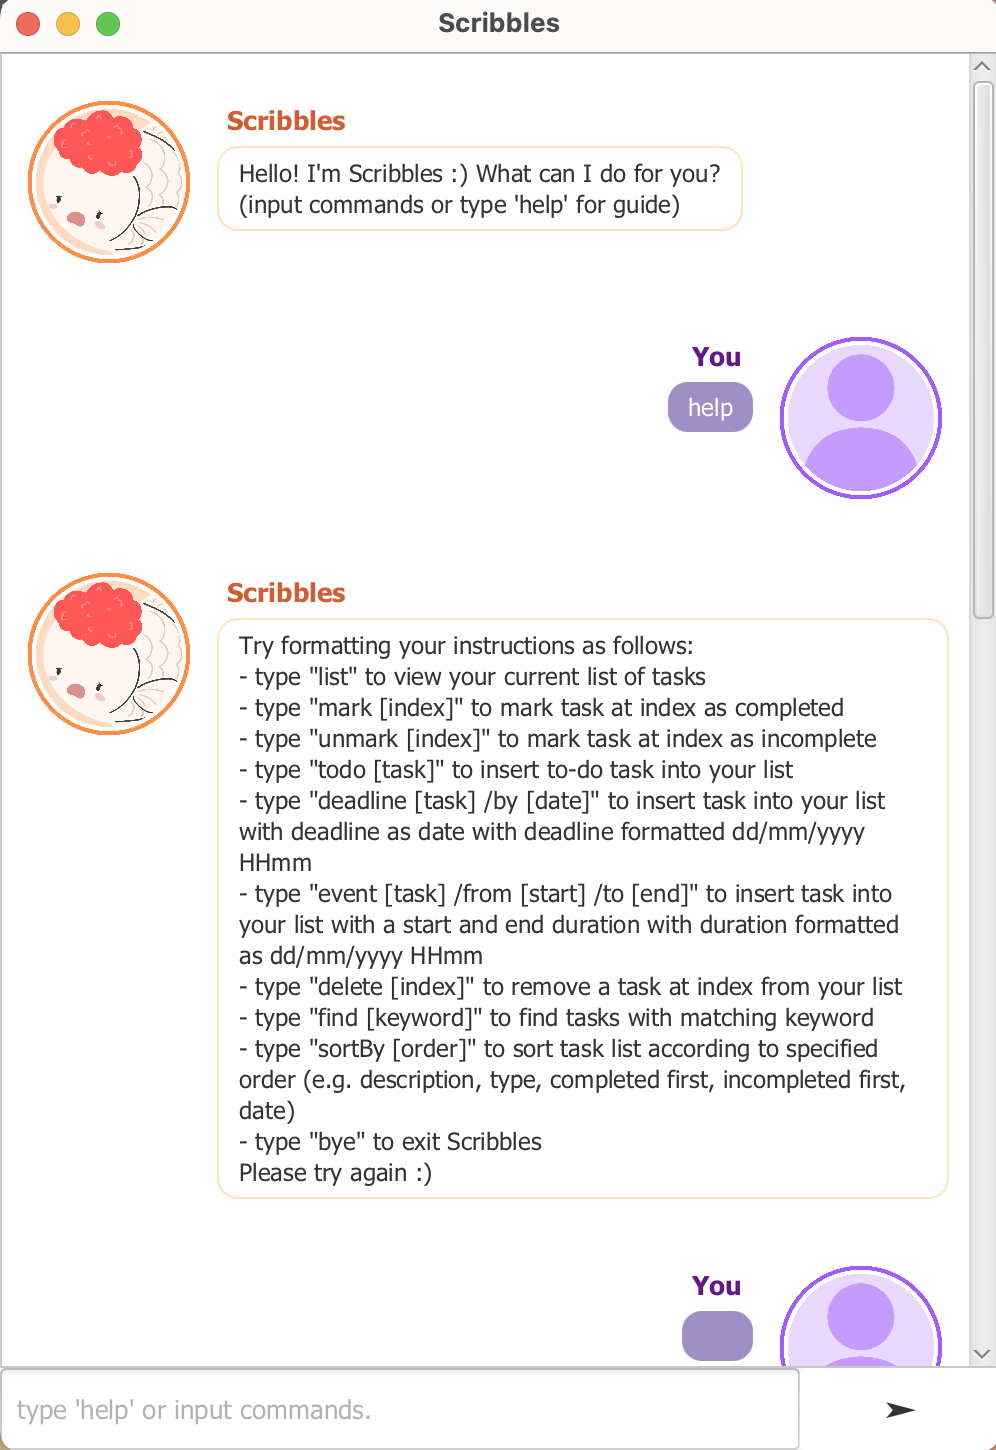 Scribbles
Scribbles
Hello! I'm Scribbles :) What can I do for you?
(input commands or type 'help' for guide)
You
help
Scribbles
Try formatting your instructions as follows:
- type "list" to view your current list of tasks
- type "mark [index]" to mark task at index as completed
- type "unmark [index]" to mark task at index as incomplete
- type "todo [task]" to insert to-do task into your list
- type "deadline [task] /by [date]" to insert task into your list
with deadline as date with deadline formatted dd/mm/yyyy
HHmm
- type "event [task] /from [start] /to [end]" to insert task into
your list with a start and end duration with duration formatted
as dd/mm/yyyy HHmm
- type "delete [index]" to remove a task at index from your list
- type "find [keyword]" to find tasks with matching keyword
- type "sortBy [order]" to sort task list according to specified
order (e.g. description, type, completed first, incompleted first,
date)
- type "bye" to exit Scribbles
Please try again :)
You
type 'help' or input commands.